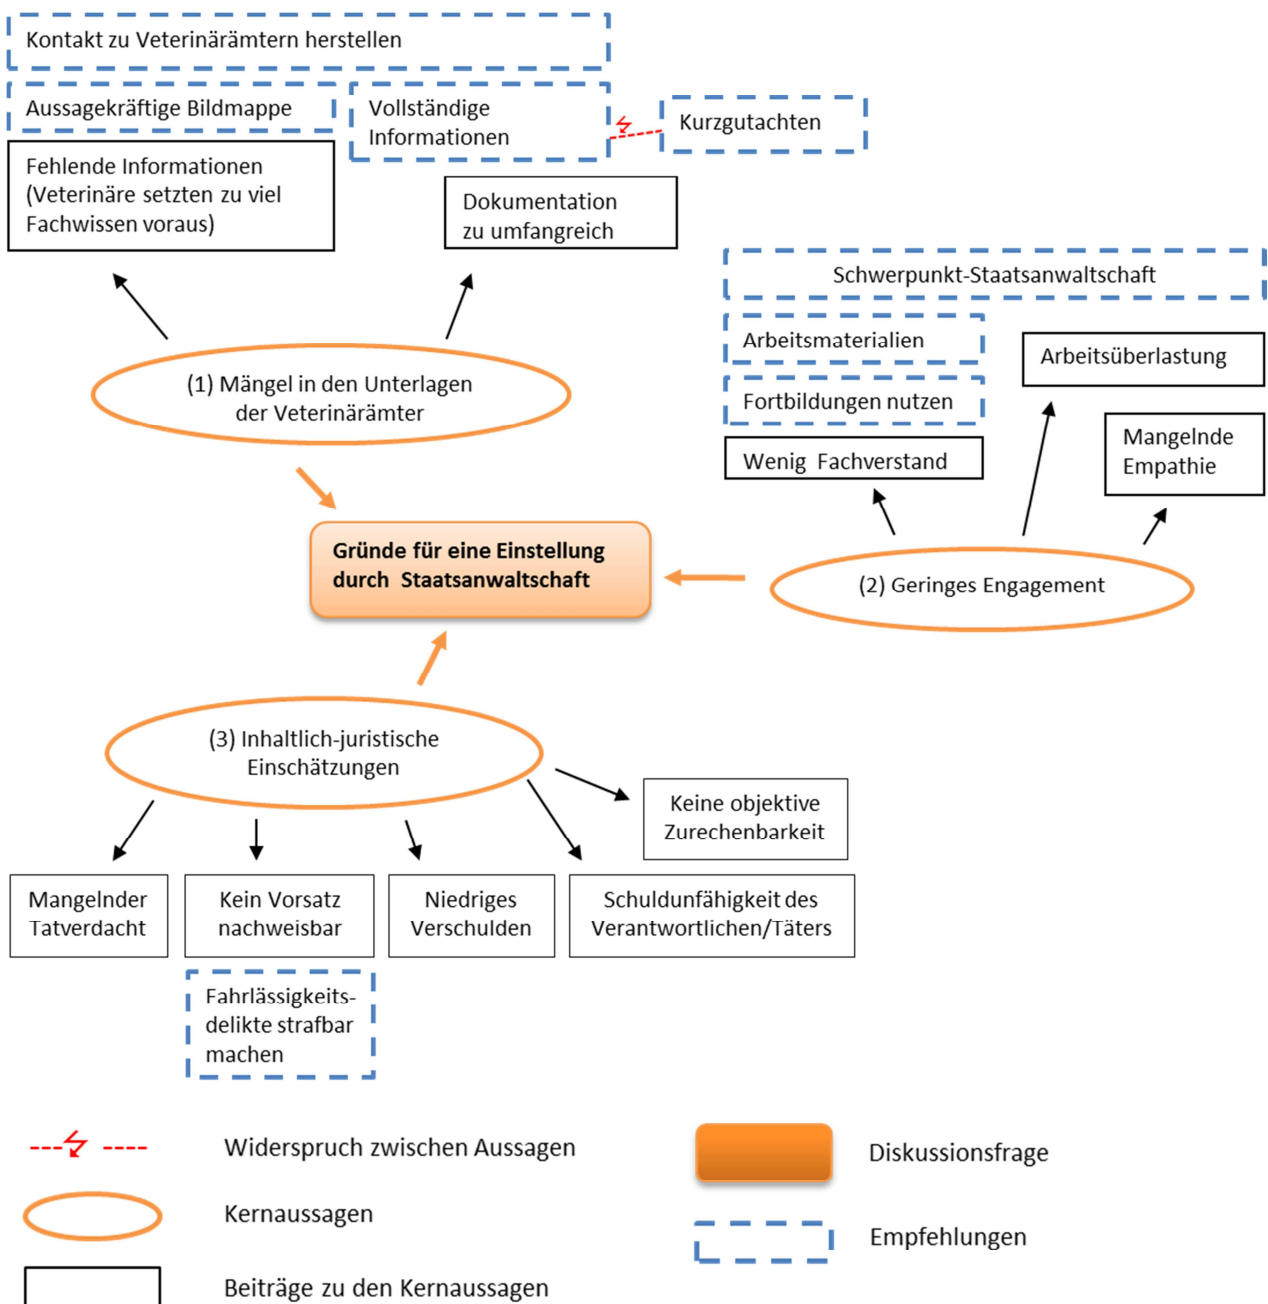 Kontakt zu Veterinärämtern herstellen
Aussagekräftige Bildmappe
Vollständige
Informationen
Kurzgutachten
Fehlende Informationen
(Veterinäre setzten zu viel
Fachwissen voraus)
Dokumentation
zu umfangreich
Schwerpunkt-Staatsanwaltschaft
Arbeitsmaterialien
Arbeitsüberlastung
Fortbildungen nutzen
Wenig Fachverstand
Mangelnde
Empathie
(1) Mängel in den Unterlagen
der Veterinärämter
Gründe für eine Einstellung
durch Staatsanwaltschaft
(2) Geringes Engagement
(3) Inhaltlich-juristische
Einschätzungen
Keine objektive
Zurechenbarkeit
Mangelnder
Tatverdacht
Kein Vorsatz
nachweisbar
Niedriges
Verschulden
Schuldunfähigkeit des
Verantwortlichen/Täters
Fahrlässigkeits-
delikte strafbar
machen
Widerspruch zwischen Aussagen
Diskussionsfrage
Kernaussagen
Empfehlungen
Beiträge zu den Kernaussagen